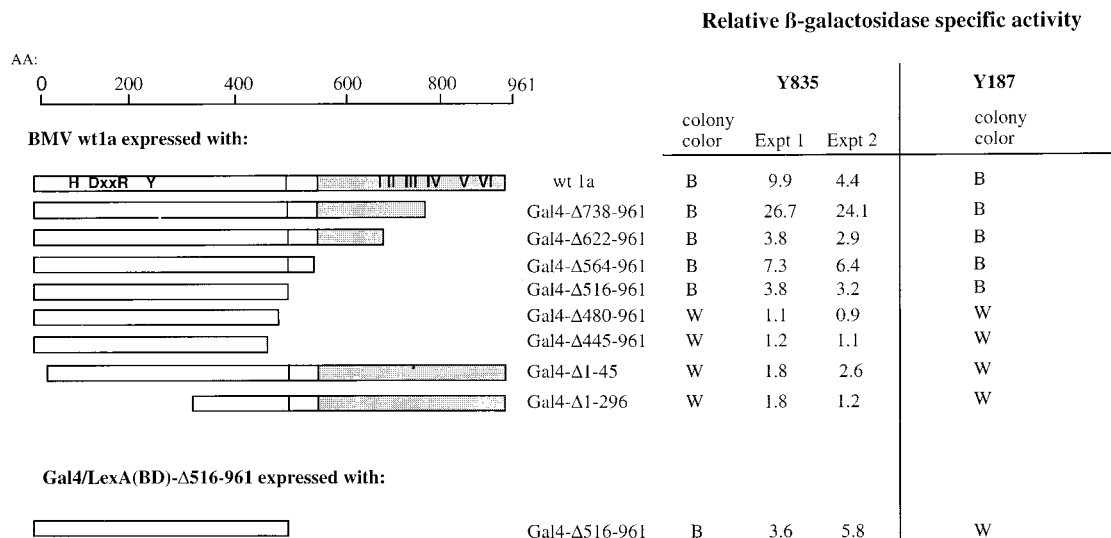 Relative ß-galactosidase specific activity
AA:
0 200 400 600 800 961
Y835 Y187
colony color Expt 1 Expt 2 colony color
BMV wt1a expressed with:
H DxxR Y I II III IV V VI wt 1a B 9.9 4.4 B
Gal4-Δ738-961 B 26.7 24.1 B
Gal4-Δ622-961 B 3.8 2.9 B
Gal4-Δ564-961 B 7.3 6.4 B
Gal4-Δ516-961 B 3.8 3.2 B
Gal4-Δ480-961 W 1.1 0.9 W
Gal4-Δ445-961 W 1.2 1.1 W
Gal4-Δ1-45 W 1.8 2.6 W
Gal4-Δ1-296 W 1.8 1.2 W
Gal4/LexA(BD)-Δ516-961 expressed with:
Gal4-Δ516-961 B 3.6 5.8 W